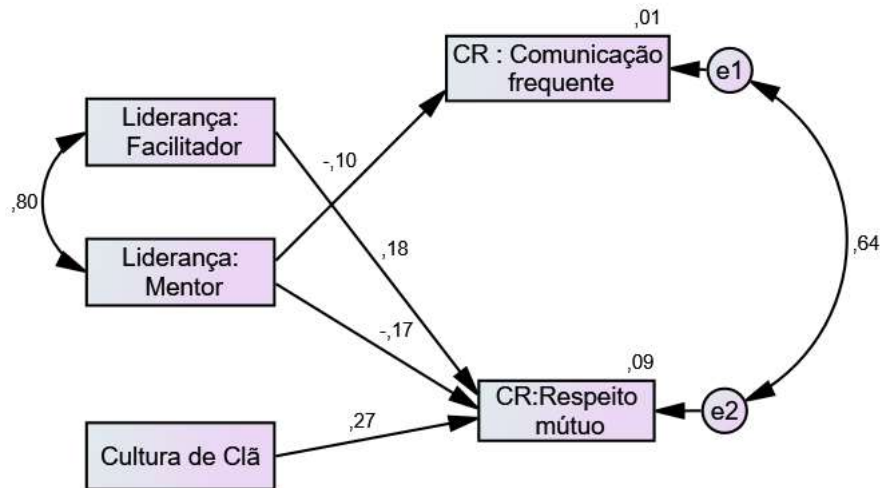 ,01
CR : Comunicação
frequente
e1
Liderança:
Facilitador
-,10
,80
,18
,64
Liderança:
Mentor
-,17
,09
CR:Respeito
mútuo
e2
,27
Cultura de Clã